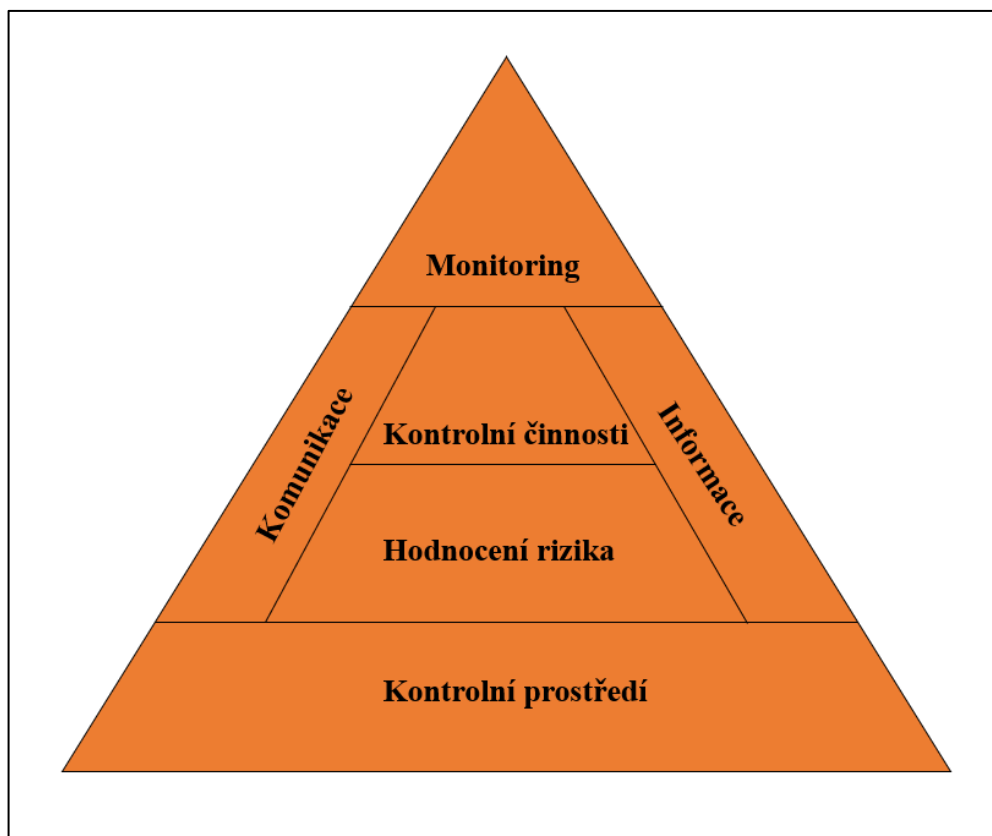 Monitoring
Komunikace
Kontrolní činnosti
Informace
Hodnocení rizika
Kontrolní prostředí